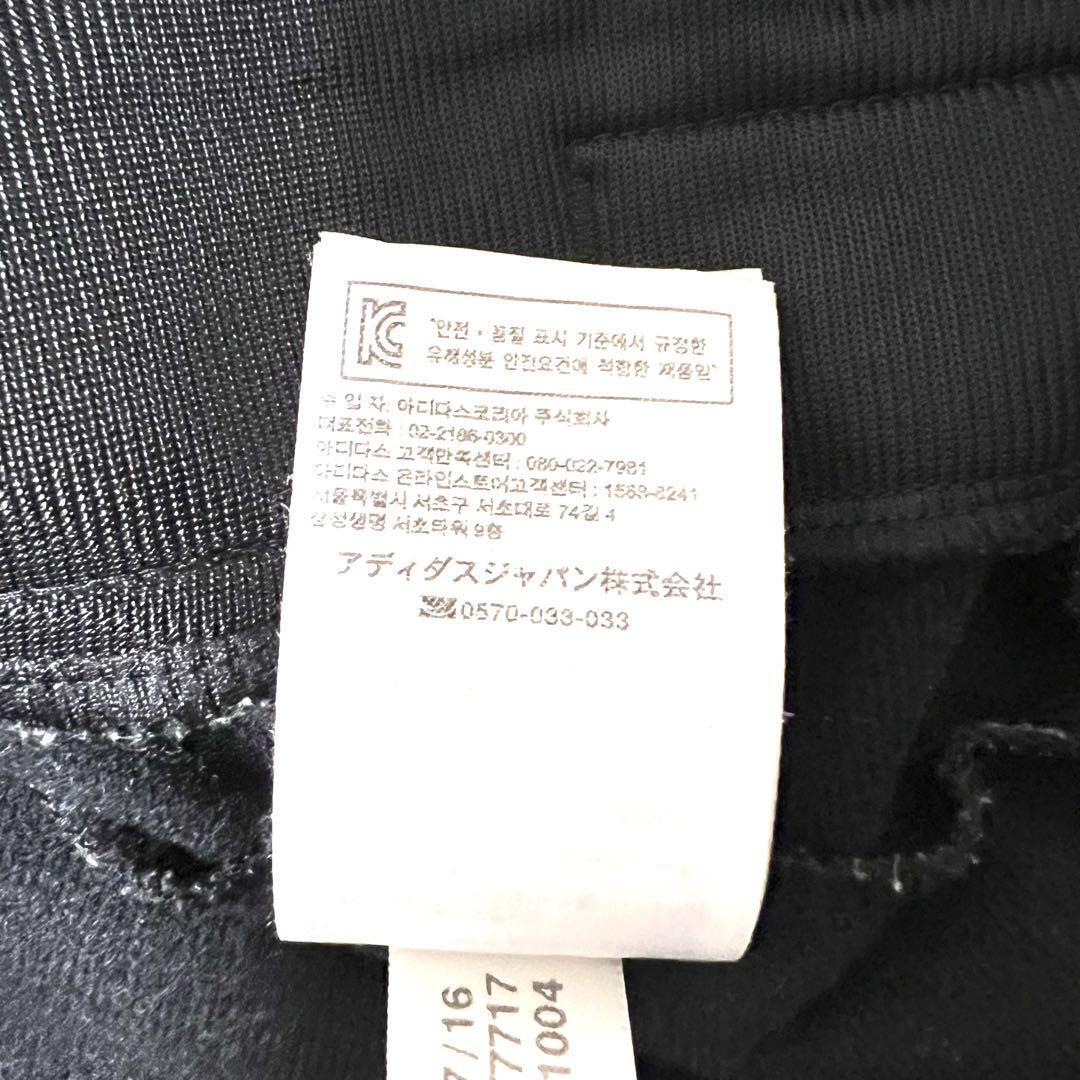 KC
"안전·품질 표시 기준에서 규정한
유해성분 안전요건에 적합한 제품임"
수 입 자: 아디다스코리아 주식회사
대표전화 : 02-2186-0300
아디다스 고객만족센터 : 080-022-7981
아디다스 온라인스토어고객센터 : 1588-8241
서울특별시 서초구 서초대로 74길 4
삼성생명 서초타워 9층
アディダスジャパン株式会社
0570-033-033
/16
7717
1004